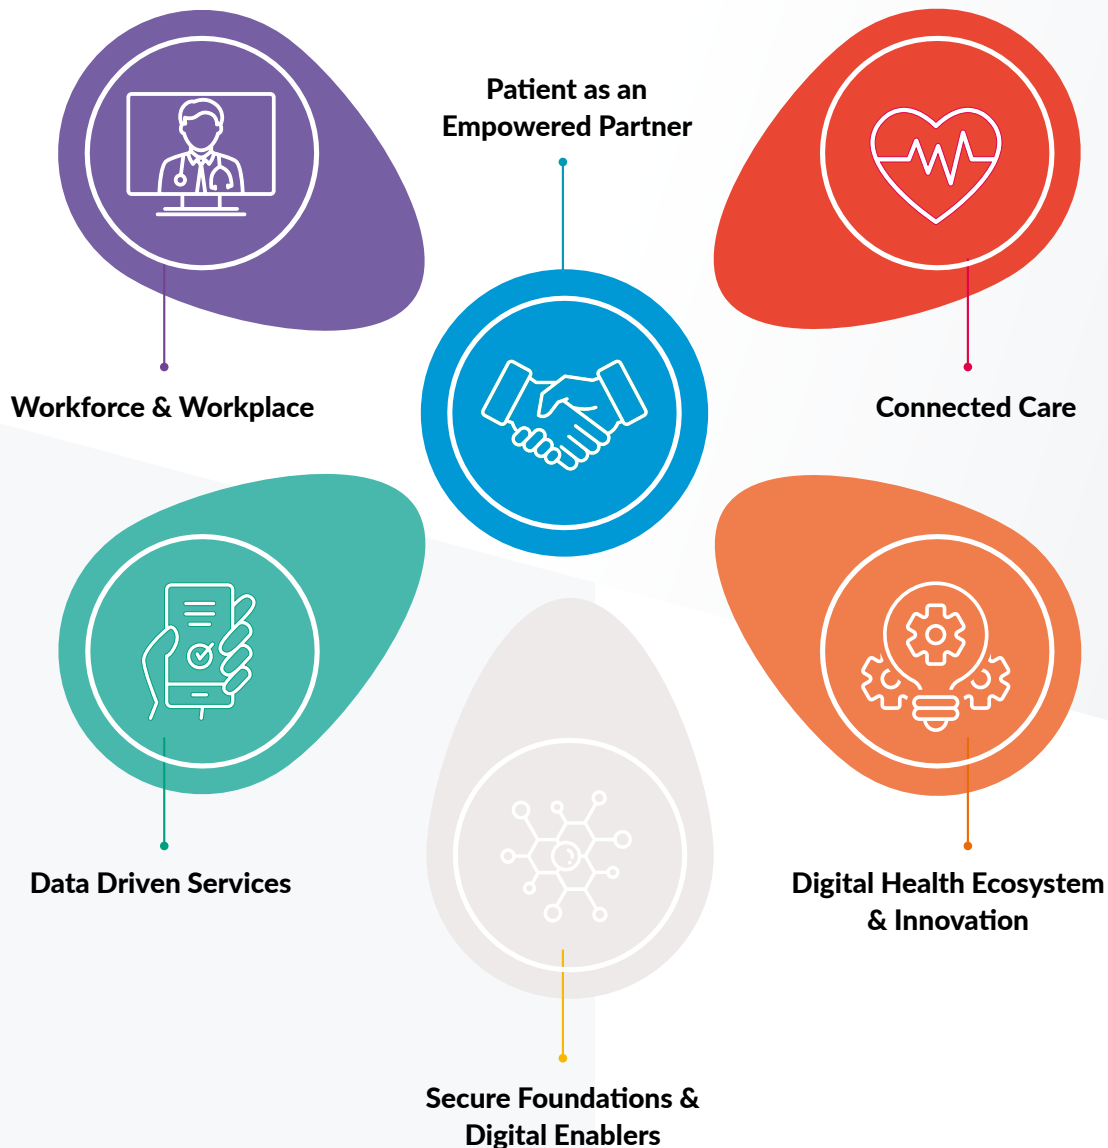 Patient as an
Empowered Partner
Workforce & Workplace
Connected Care
Data Driven Services
Digital Health Ecosystem
& Innovation
Secure Foundations &
Digital Enablers